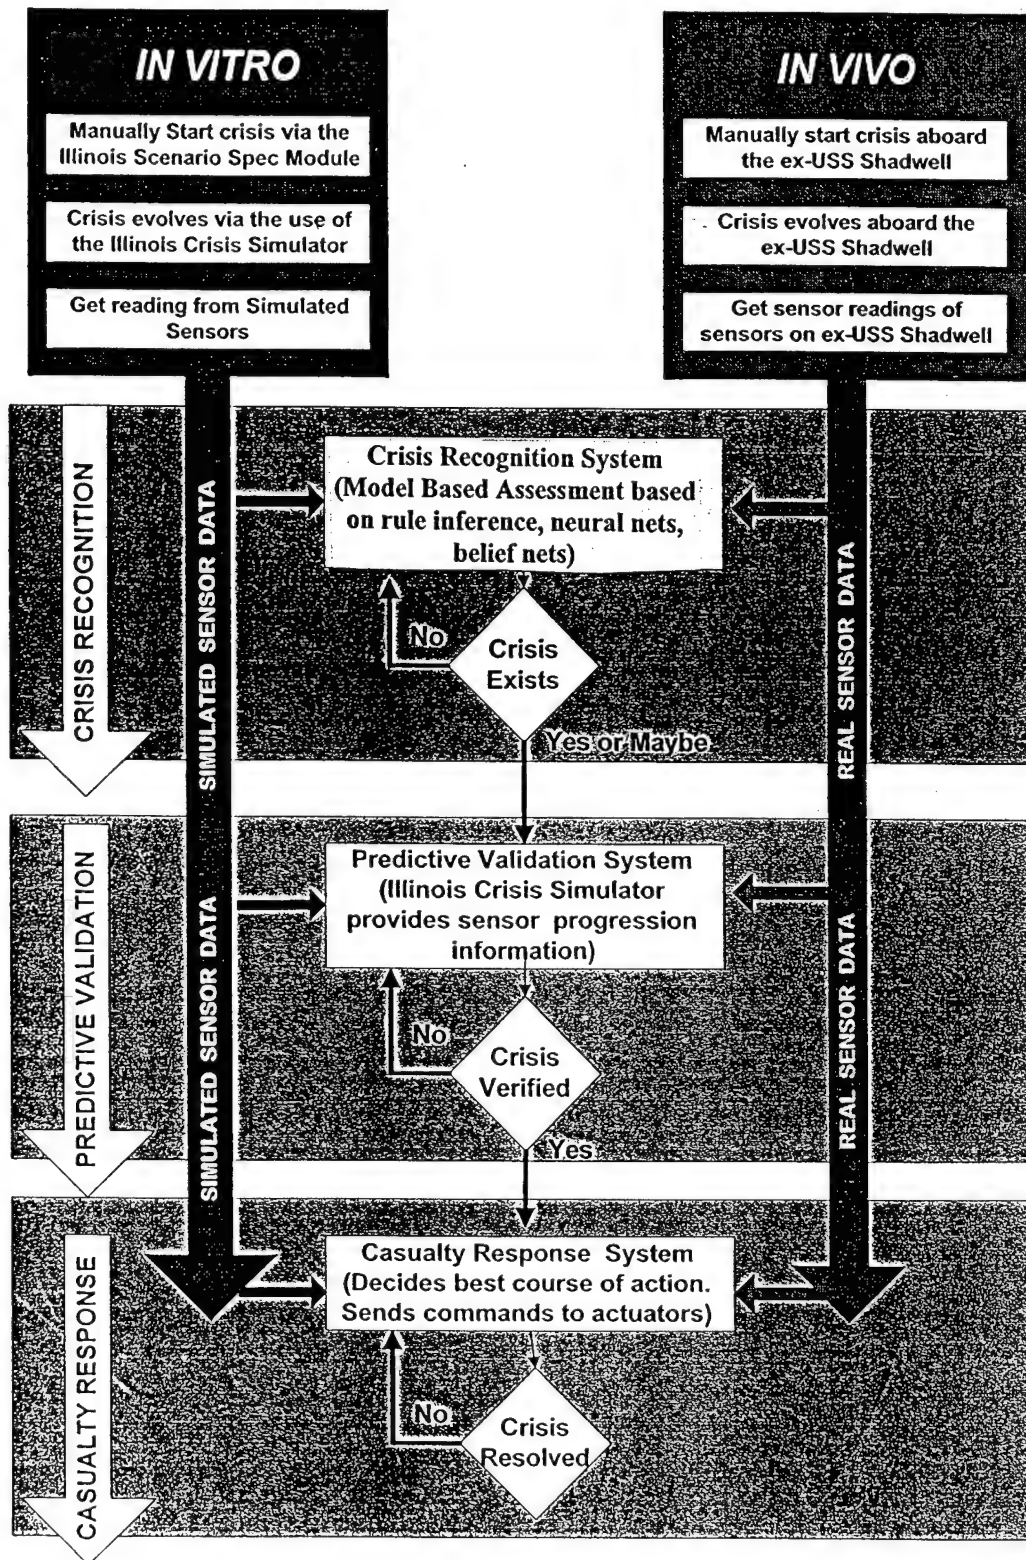 IN VITRO
Manually Start crisis via the
Illinois Scenario Spec Module
Crisis evolves via the use of
the Illinois Crisis Simulator
Get reading from Simulated
Sensors
IN VIVO
Manually start crisis aboard
the ex-USS Shadwell
Crisis evolves aboard the
ex-USS Shadwell
Get sensor readings of
sensors on ex-USS Shadwell
CRISIS RECOGNITION
SIMULATED SENSOR DATA
Crisis Recognition System
(Model Based Assessment based
on rule inference, neural nets,
belief nets)
No
Crisis
Exists
Yes or Maybe
REAL SENSOR DATA
PREDICTIVE VALIDATION
SIMULATED SENSOR DATA
Predictive Validation System
(Illinois Crisis Simulator
provides sensor progression
information)
No
Crisis
Verified
Yes
REAL SENSOR DATA
CASUALTY RESPONSE
Casualty Response System
(Decides best course of action.
Sends commands to actuators)
No
Crisis
Resolved